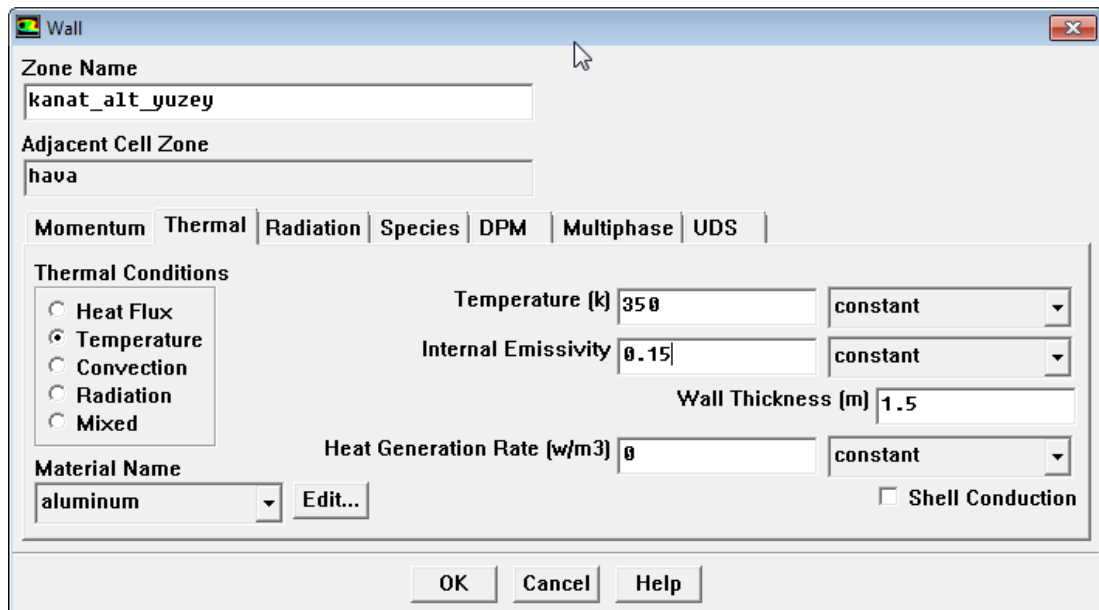 Wall
Zone Name
kanat_alt_yuzey
Adjacent Cell Zone
hava
Momentum Thermal Radiation Species DPM Multiphase UDS
Thermal Conditions
Heat Flux
Temperature
Convection
Radiation
Mixed
Material Name
aluminum Edit...
Temperature (k) 350 constant
Internal Emissivity 0.15 constant
Wall Thickness (m) 1.5
Heat Generation Rate (w/m3) 0 constant
Shell Conduction
OK Cancel Help